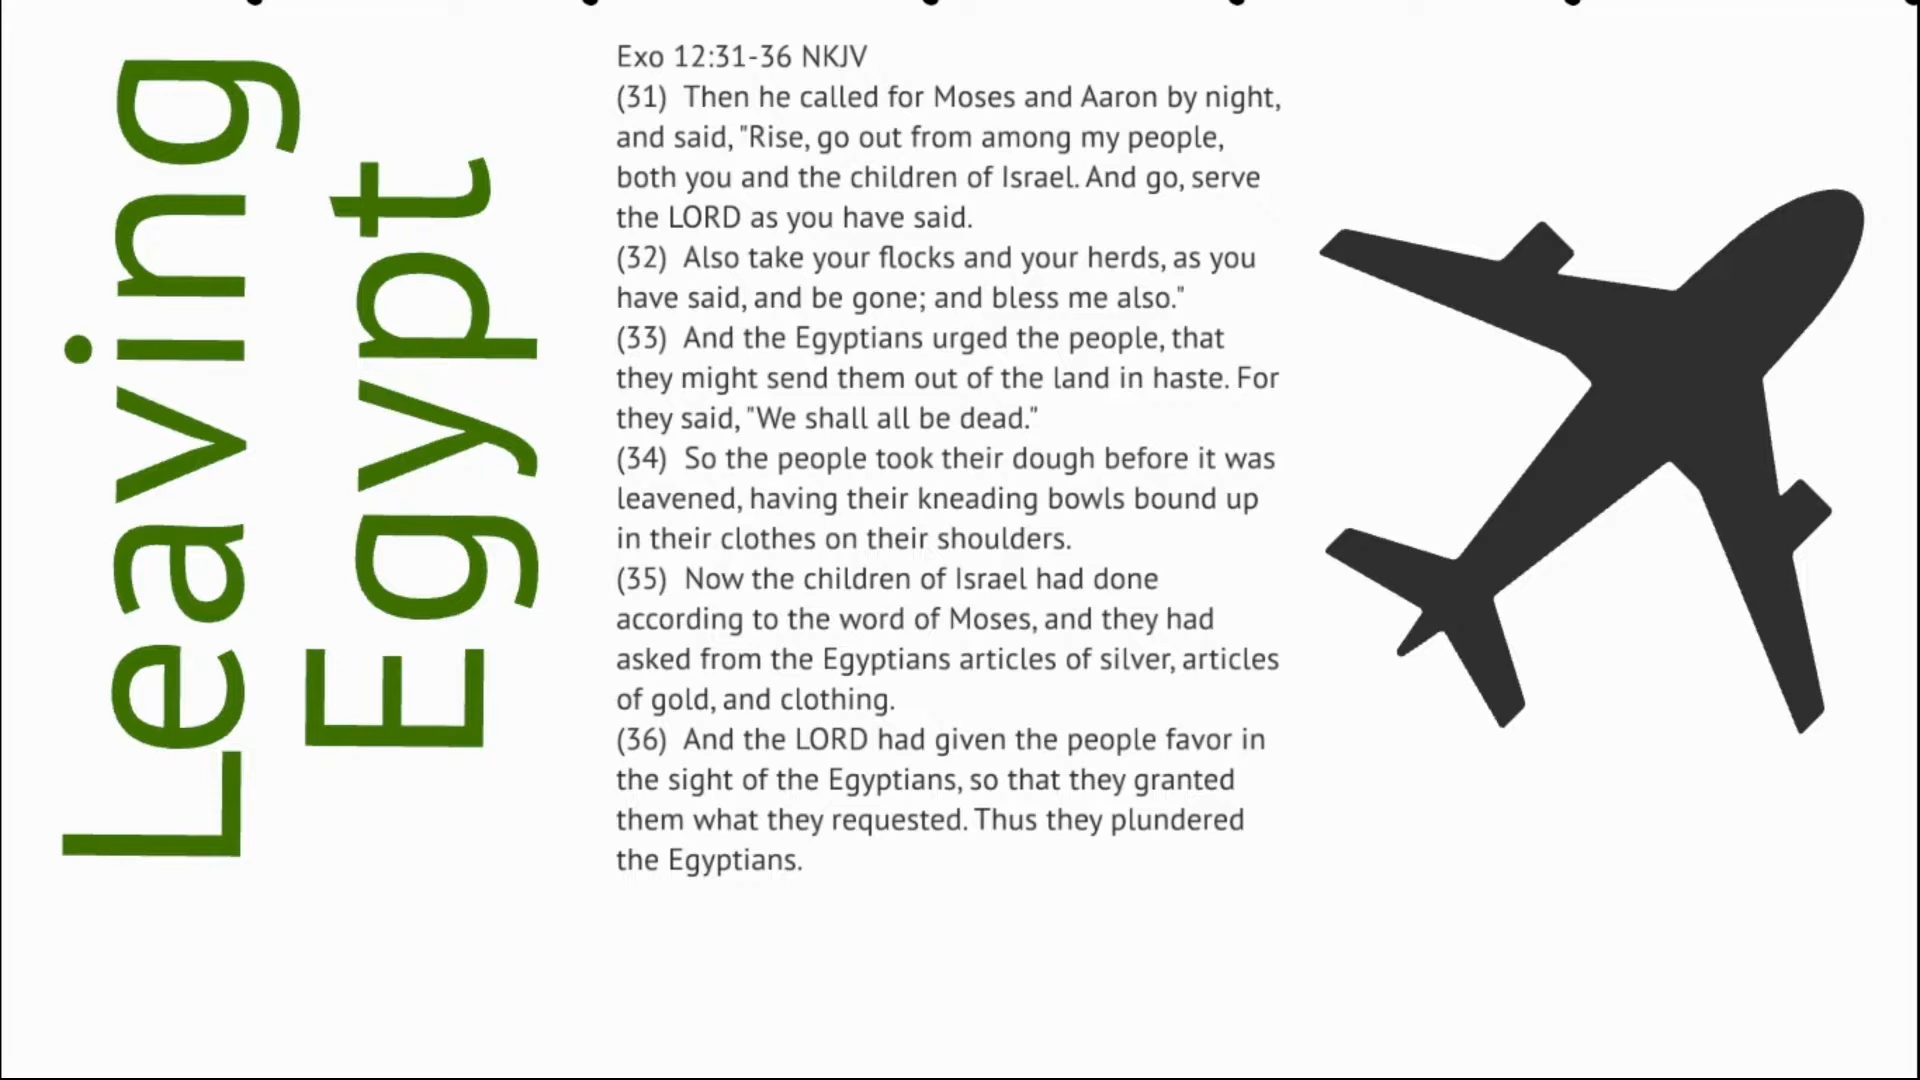 Leaving
Egypt
Exo 12:31-36 NKJV
(31)  Then he called for Moses and Aaron by night,
and said, "Rise, go out from among my people,
both you and the children of Israel. And go, serve
the LORD as you have said.
(32)  Also take your flocks and your herds, as you
have said, and be gone; and bless me also."
(33)  And the Egyptians urged the people, that
they might send them out of the land in haste. For
they said, "We shall all be dead."
(34)  So the people took their dough before it was
leavened, having their kneading bowls bound up
in their clothes on their shoulders.
(35)  Now the children of Israel had done
according to the word of Moses, and they had
asked from the Egyptians articles of silver, articles
of gold, and clothing.
(36)  And the LORD had given the people favor in
the sight of the Egyptians, so that they granted
them what they requested. Thus they plundered
the Egyptians.